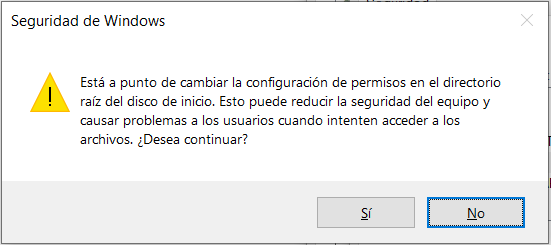 Seguridad de Windows
Está a punto de cambiar la configuración de permisos en el directorio
raíz del disco de inicio. Esto puede reducir la seguridad del equipo y
causar problemas a los usuarios cuando intenten acceder a los
archivos. ¿Desea continuar?
Sí
No